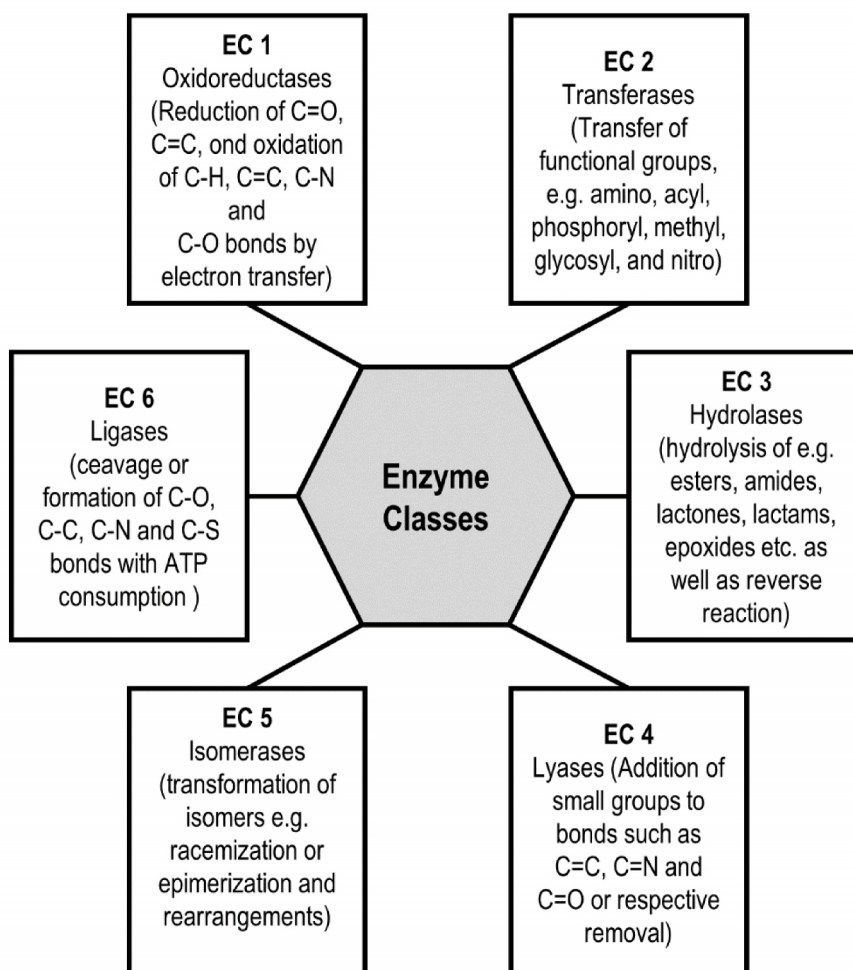 EC 1
Oxidoreductases
(Reduction of C=O,
C=C, ond oxidation
of C-H, C=C, C-N
and
C-O bonds by
electron transfer)
EC 2
Transferases
(Transfer of
functional groups,
e.g. amino, acyl,
phosphoryl, methyl,
glycosyl, and nitro)
EC 6
Ligases
(ceavage or
formation of C-O,
C-C, C-N and C-S
bonds with ATP
consumption )
Enzyme
Classes
EC 3
Hydrolases
(hydrolysis of e.g.
esters, amides,
lactones, lactams,
epoxides etc. as
well as reverse
reaction)
EC 5
Isomerases
(transformation of
isomers e.g.
racemization or
epimerization and
rearrangements)
EC 4
Lyases (Addition of
small groups to
bonds such as
C=C, C=N and
C=O or respective
removal)